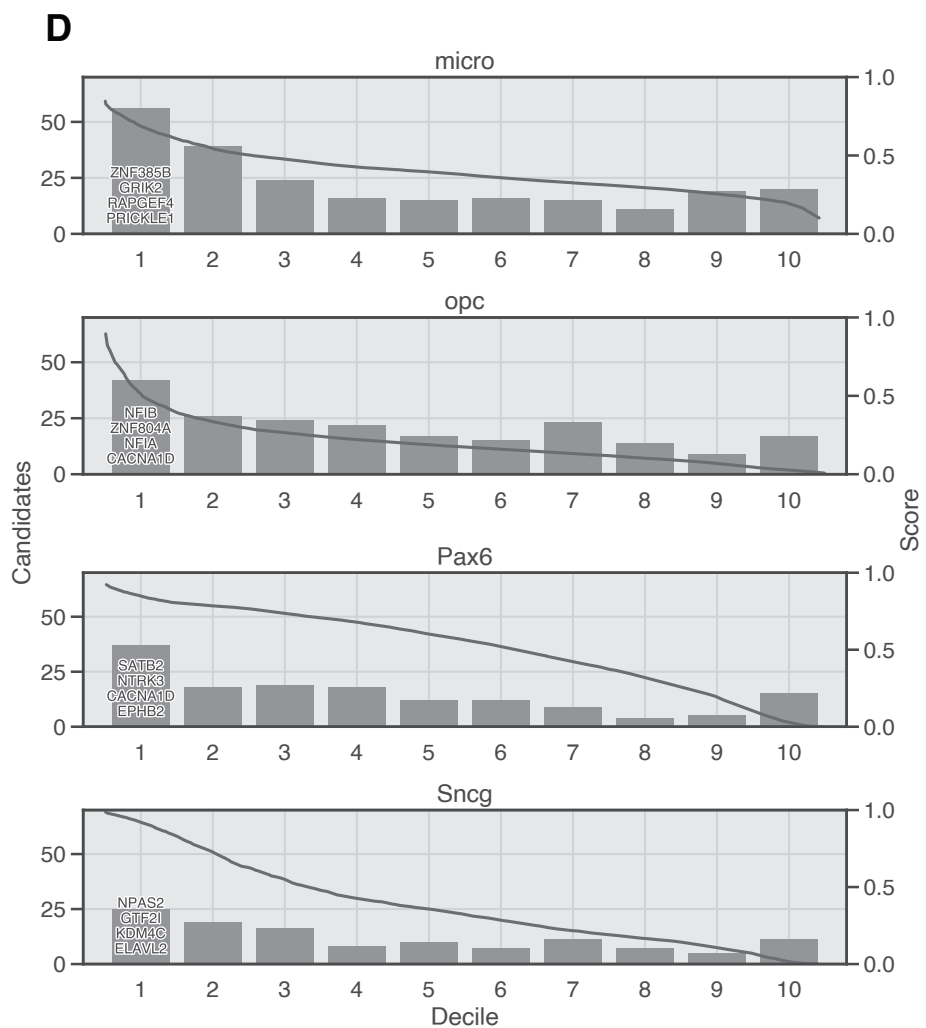 D
micro
50
25
0
1.0
0.5
0.0
ZNF385B
GRIK2
RAPGEF4
PRICKLE1
1 2 3 4 5 6 7 8 9 10
opc
50
25
0
1.0
0.5
0.0
NFIB
ZNF804A
NFIA
CACNA1D
1 2 3 4 5 6 7 8 9 10
Candidates
Score
Pax6
50
25
0
1.0
0.5
0.0
SATB2
NTRK3
CACNA1D
EPHB2
1 2 3 4 5 6 7 8 9 10
Sncg
50
25
0
1.0
0.5
0.0
NPAS2
GTF2I
KDM4C
ELAVL2
1 2 3 4 5 6 7 8 9 10
Decile